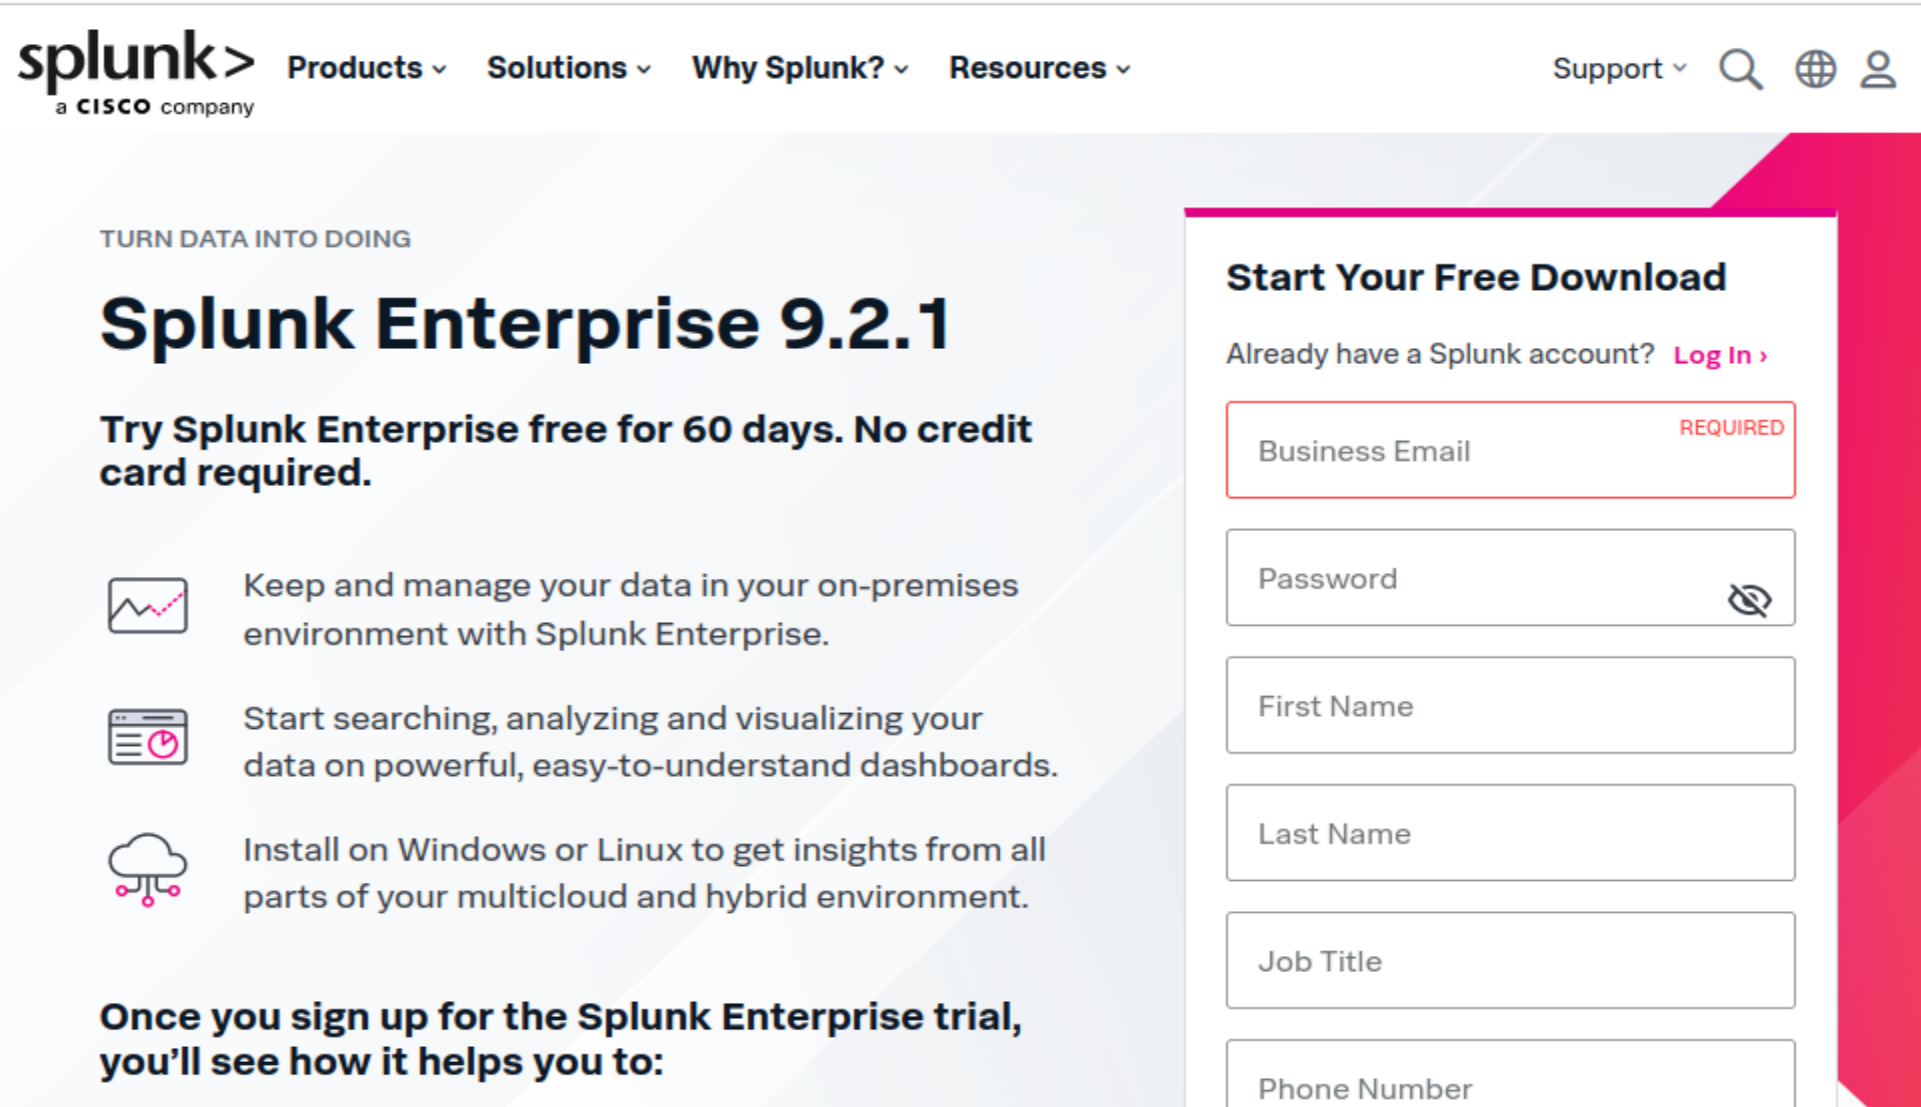 splunk>
a CISCO company
Products
Solutions
Why Splunk?
Resources
Support
TURN DATA INTO DOING
Splunk Enterprise 9.2.1
Try Splunk Enterprise free for 60 days. No credit
card required.
Keep and manage your data in your on-premises
environment with Splunk Enterprise.
Start searching, analyzing and visualizing your
data on powerful, easy-to-understand dashboards.
Install on Windows or Linux to get insights from all
parts of your multicloud and hybrid environment.
Once you sign up for the Splunk Enterprise trial,
you’ll see how it helps you to:
Start Your Free Download
Already have a Splunk account? Log In ›
REQUIRED
Business Email
Password
First Name
Last Name
Job Title
Phone Number